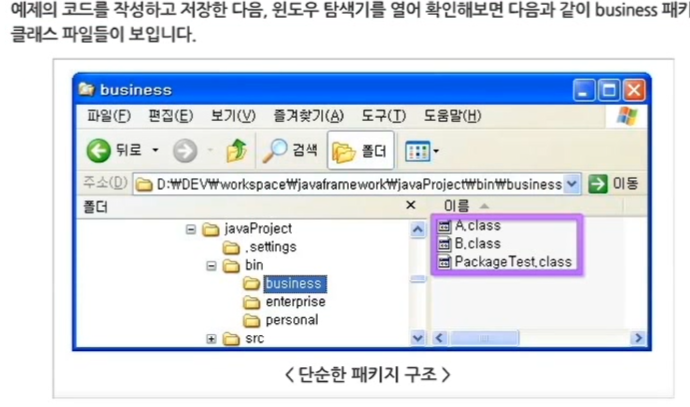 예제의 코드를 작성하고 저장한 다음, 윈도우 탐색기를 열어 확인해보면 다음과 같이 business 패키
클래스 파일들이 보입니다.
business
파일(F) 편집(E) 보기(V) 즐겨찾기(A) 도구(T) 도움말(H)
뒤로 검색 폴더
주소(D) D:₩DEV₩workspace₩javaframework₩javaProject₩bin₩business 이동
폴더 × 이름
javaProject
.settings
bin
business
enterprise
personal
src
A.class
B.class
PackageTest.class
< 단순한 패키지 구조 >